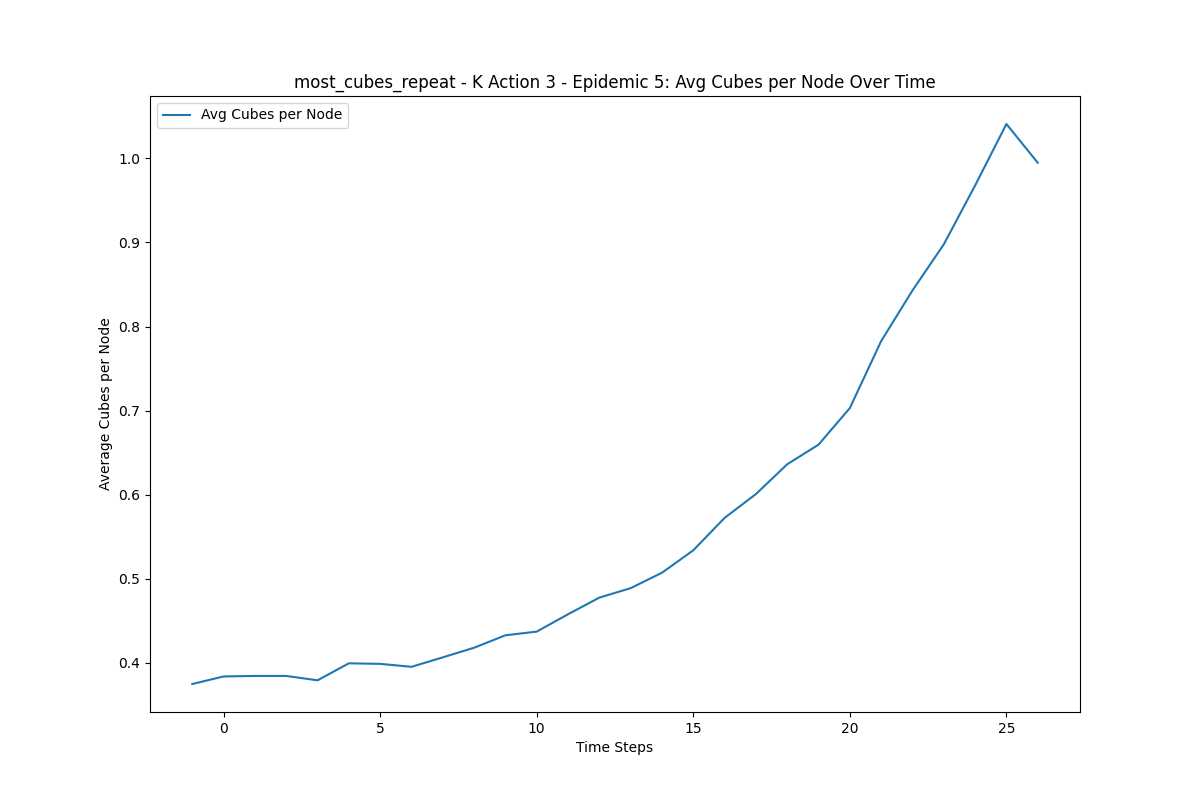 most_cubes_repeat - K Action 3 - Epidemic 5: Avg Cubes per Node Over Time
Avg Cubes per Node
1.0
0.9
0.8
0.7
0.6
0.5
0.4
Average Cubes per Node
0 5 10 15 20 25
Time Steps